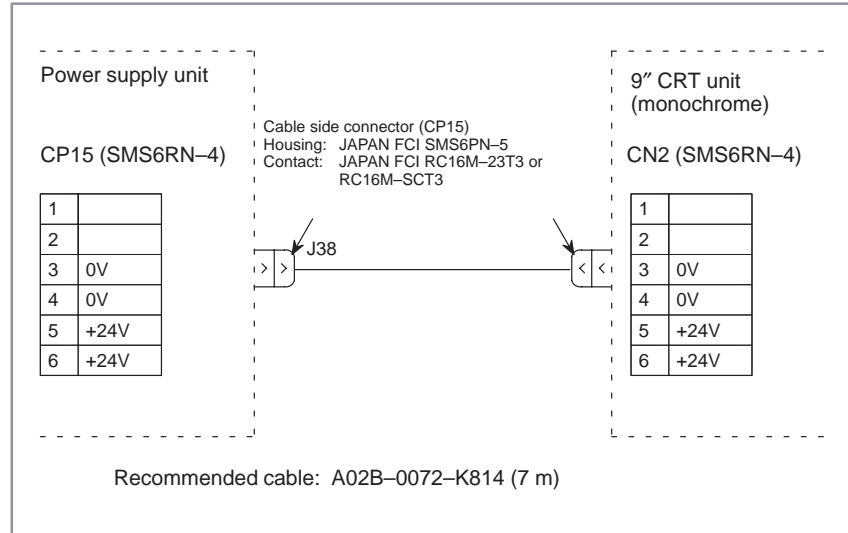 Power supply unit
CP15 (SMS6RN–4)
1
2
3 0V
4 0V
5 +24V
6 +24V
Cable side connector (CP15)
Housing: JAPAN FCI SMS6PN–5
Contact: JAPAN FCI RC16M–23T3 or
RC16M–SCT3
J38
9″ CRT unit
(monochrome)
CN2 (SMS6RN–4)
1
2
3 0V
4 0V
5 +24V
6 +24V
Recommended cable: A02B–0072–K814 (7 m)